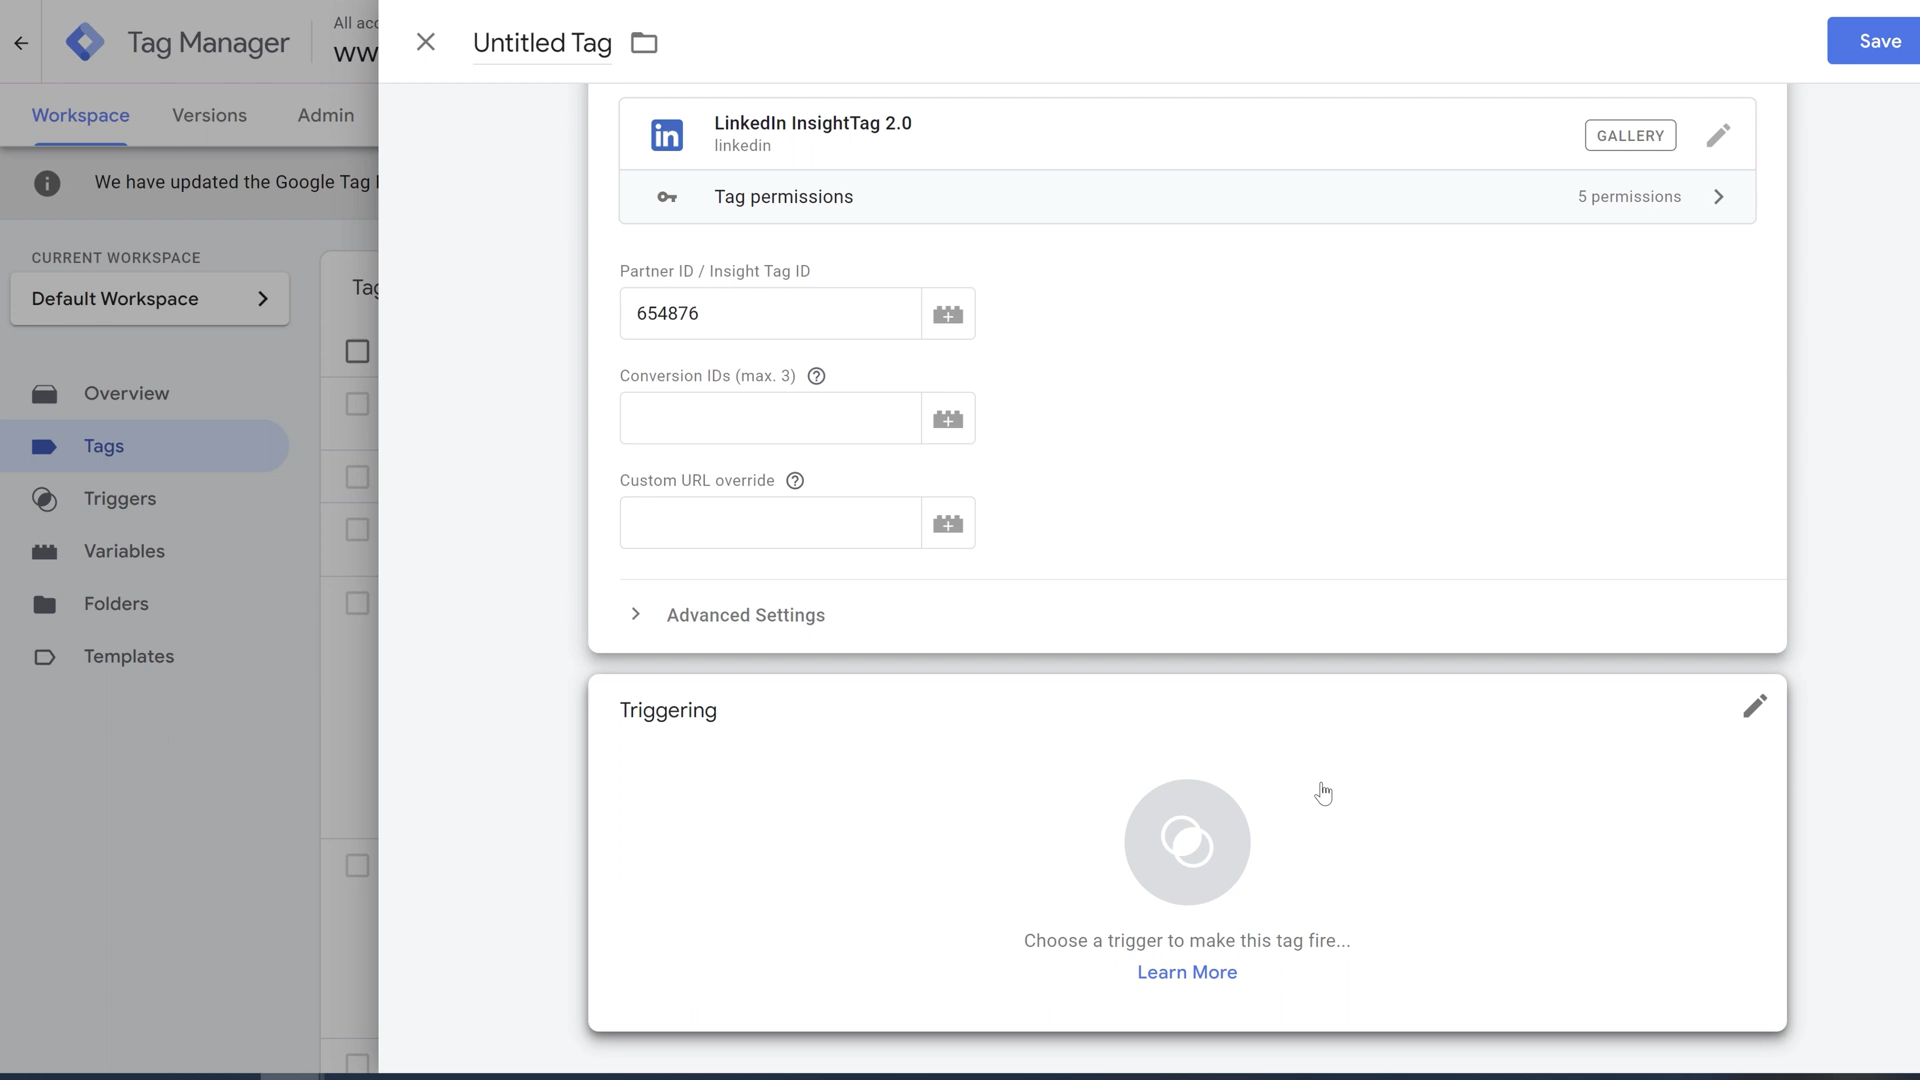 Tag Manager
All acc
WW
Untitled Tag
Save
Workspace
Versions
Admin
We have updated the Google Tag
CURRENT WORKSPACE
Default Workspace
Tag
Overview
Tags
Triggers
Variables
Folders
Templates
in
LinkedIn InsightTag 2.0
linkedin
GALLERY
Tag permissions
5 permissions
Partner ID / Insight Tag ID
654876
Conversion IDs (max. 3)
Custom URL override
Advanced Settings
Triggering
Choose a trigger to make this tag fire...
Learn More